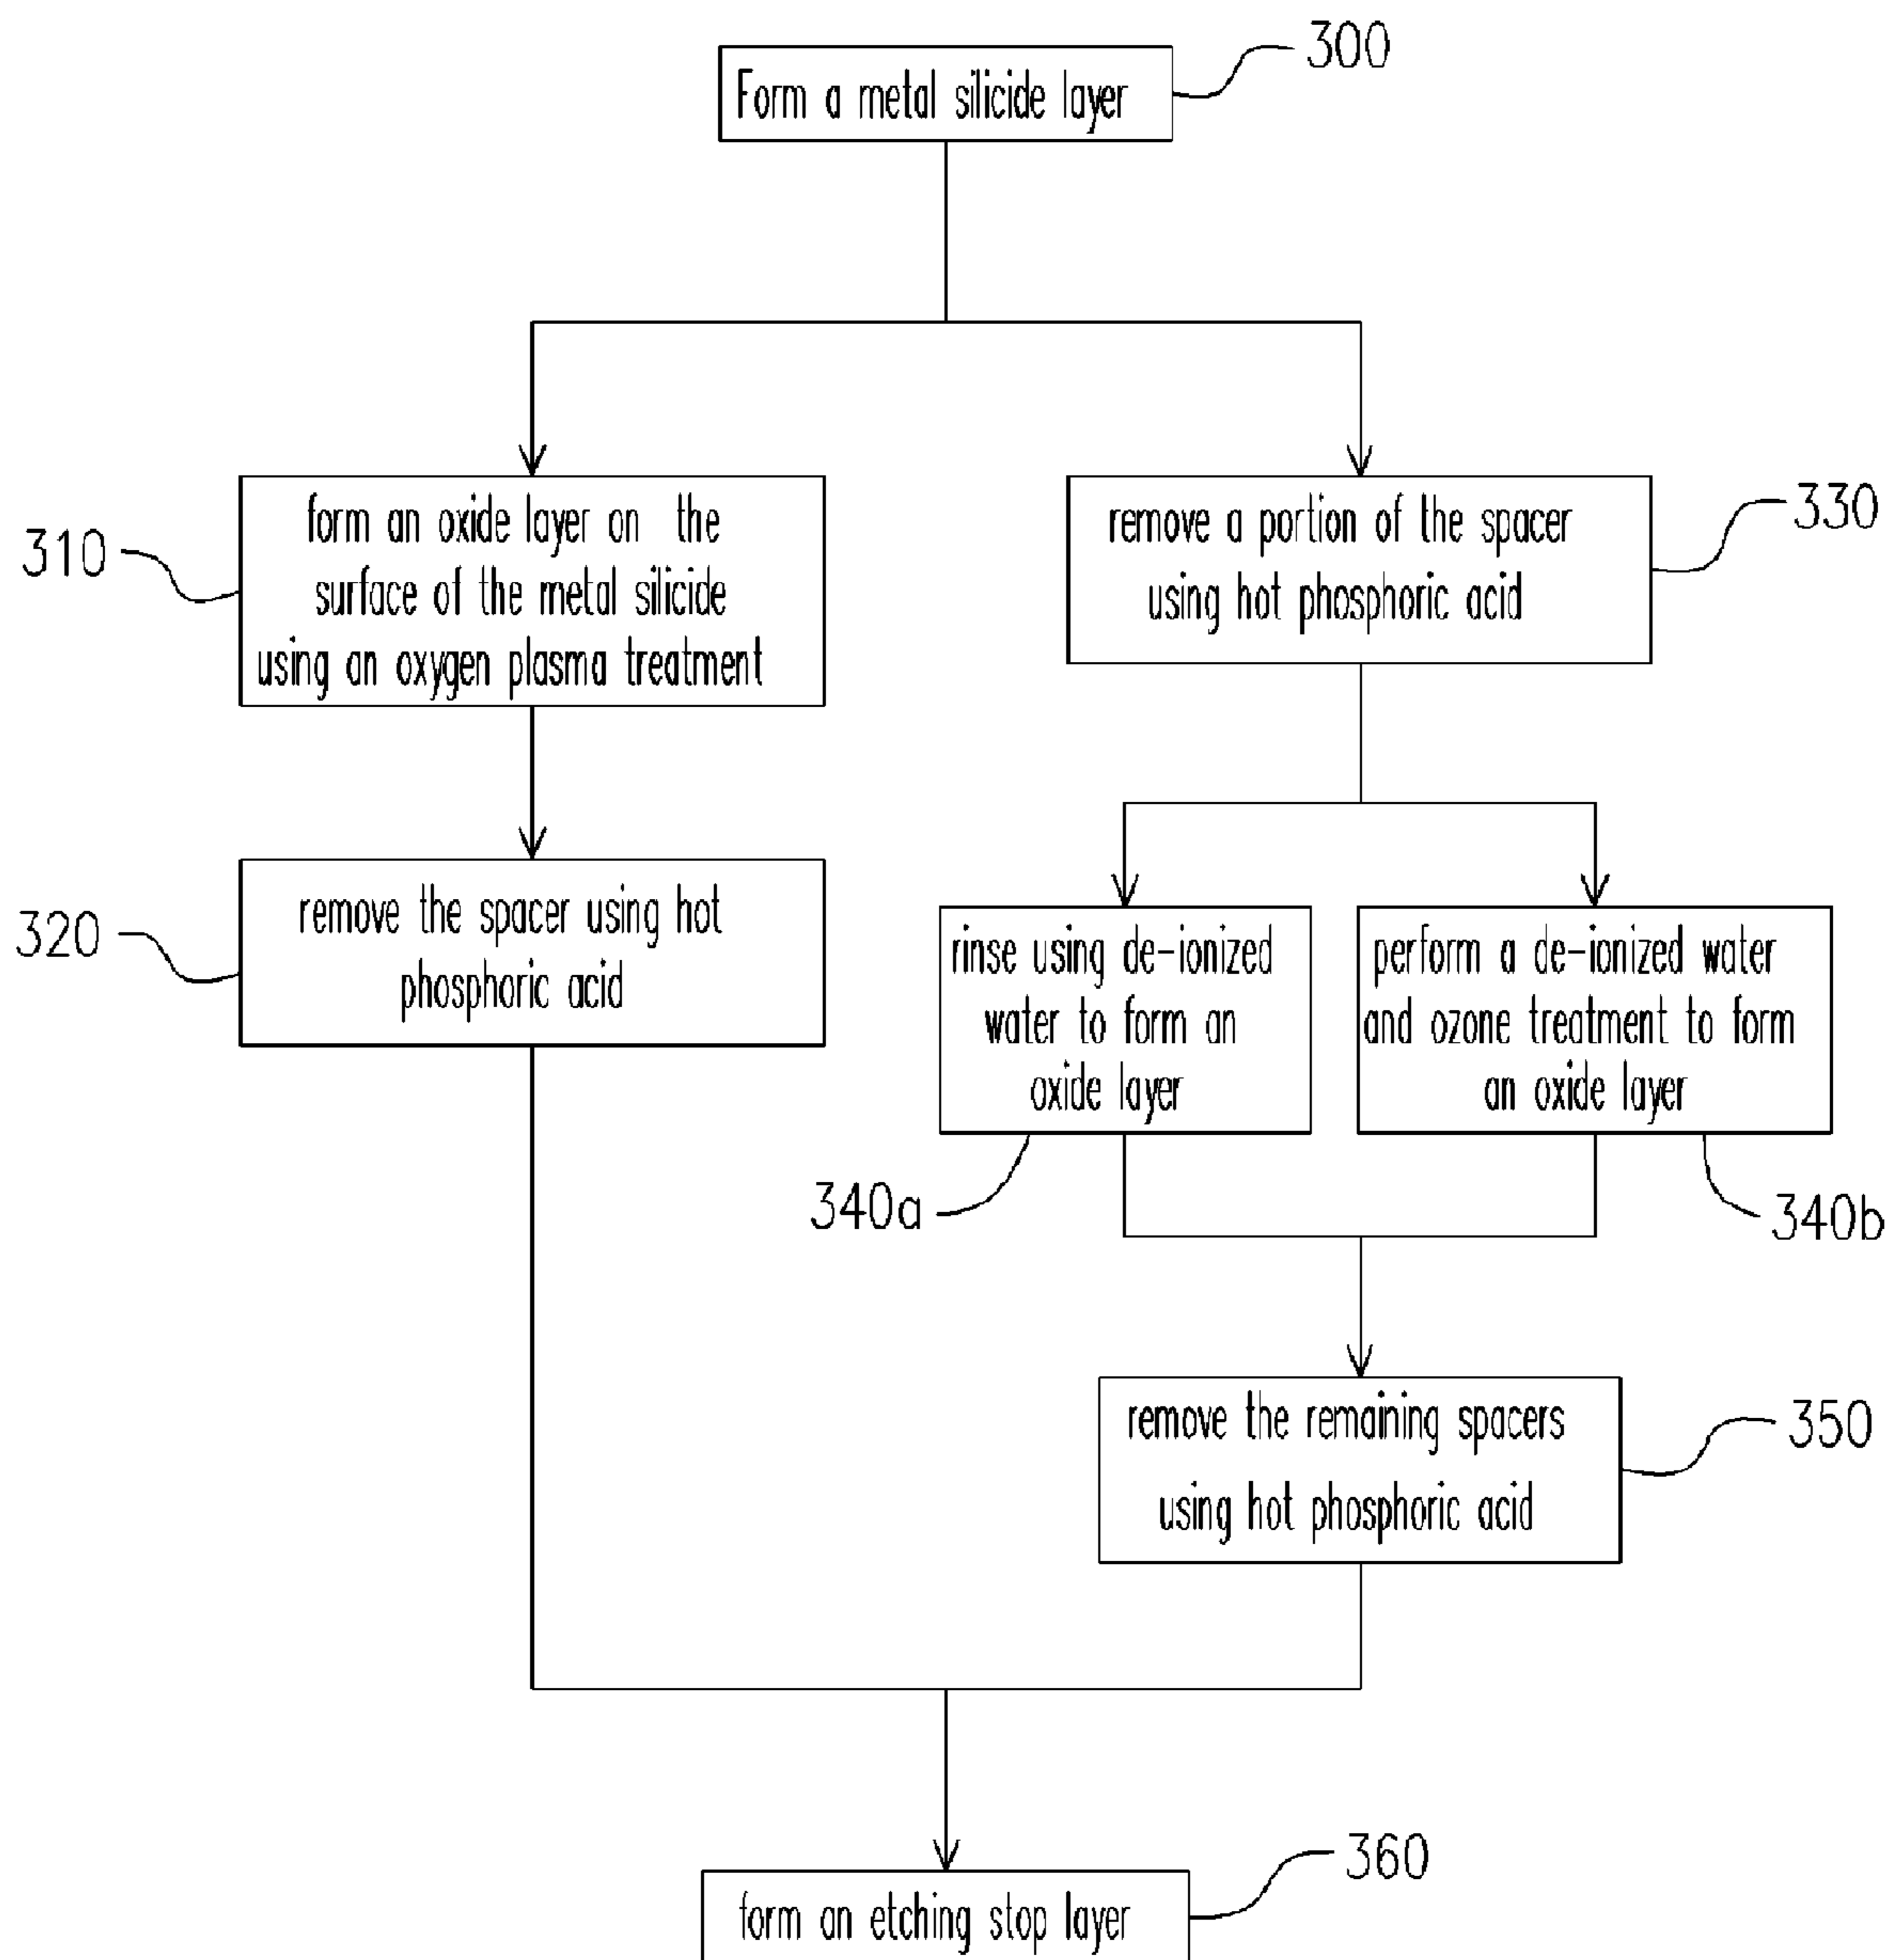 Form a metal silicide layer
300
form an oxide layer on the
surface of the metal silicide
using an oxygen plasma treatment
310
remove a portion of the spacer
using hot phosphoric acid
330
remove the spacer using hot
phosphoric acid
320
rinse using de-ionized
water to form an
oxide layer
340a
perform a de-ionized water
and ozone treatment to form
an oxide layer
340b
remove the remaining spacers
using hot phosphoric acid
350
form an etching stop layer
360